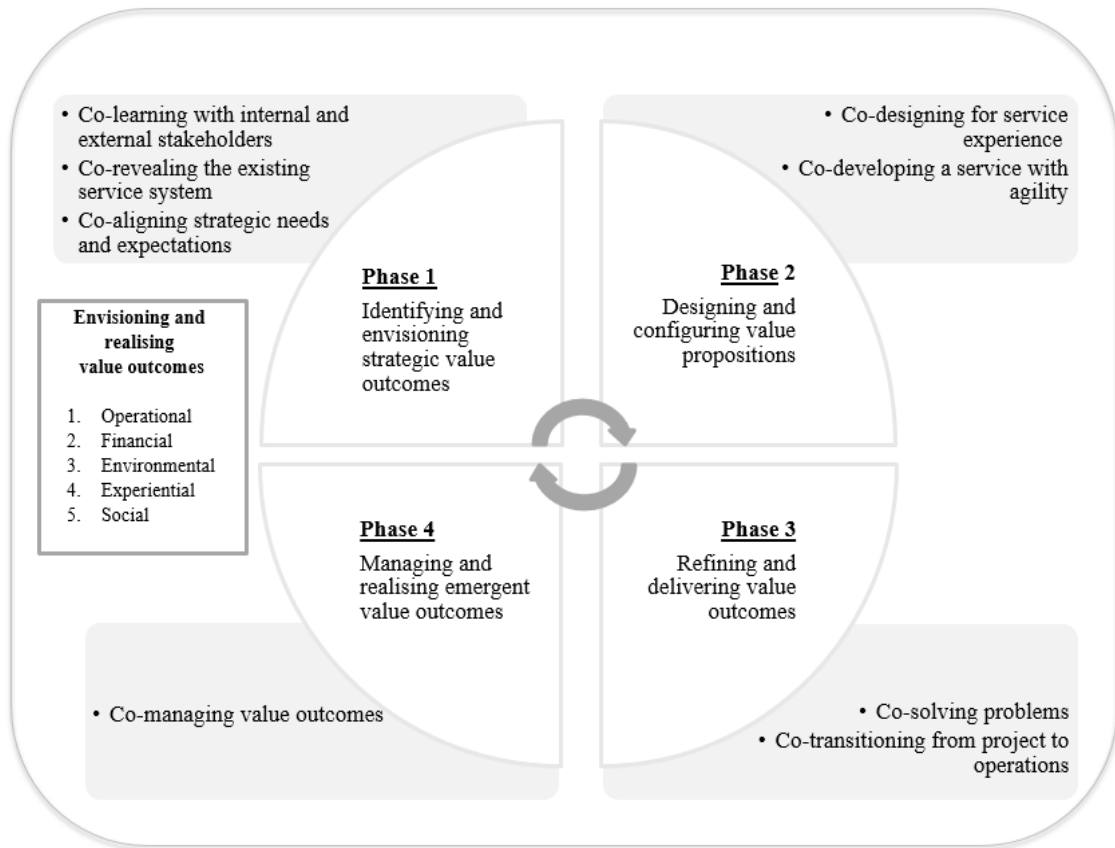 • Co-learning with internal and
external stakeholders
• Co-revealing the existing
service system
• Co-aligning strategic needs
and expectations
• Co-designing for service
experience
• Co-developing a service with
agility
Phase 1
Identifying and
envisioning
strategic value
outcomes
Phase 2
Designing and
configuring value
propositions
Envisioning and
realising
value outcomes
1. Operational
2. Financial
3. Environmental
4. Experiential
5. Social
Phase 4
Managing and
realising emergent
value outcomes
Phase 3
Refining and
delivering value
outcomes
• Co-managing value outcomes
• Co-solving problems
• Co-transitioning from project to
operations